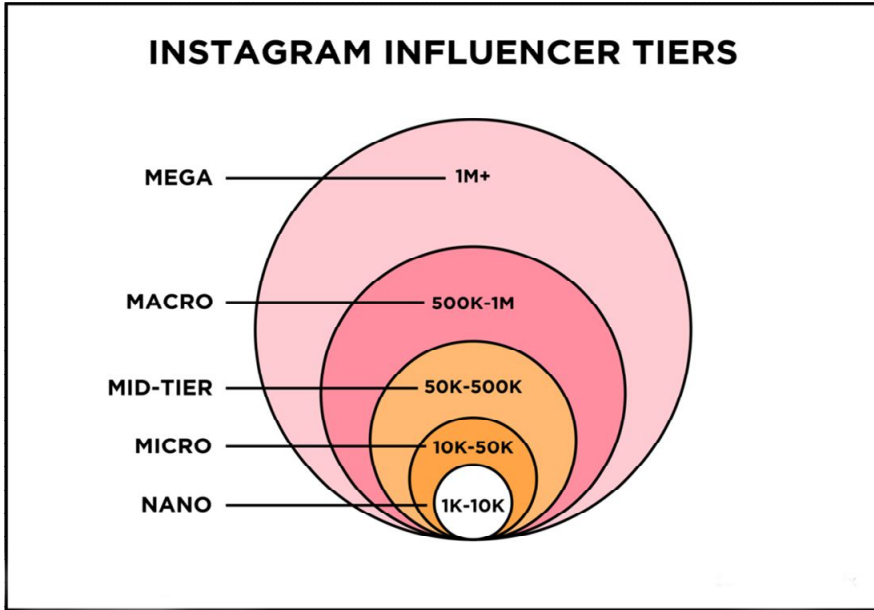 INSTAGRAM INFLUENCER TIERS
MEGA 1M+
MACRO 500K-1M
MID-TIER 50K-500K
MICRO 10K-50K
NANO 1K-10K